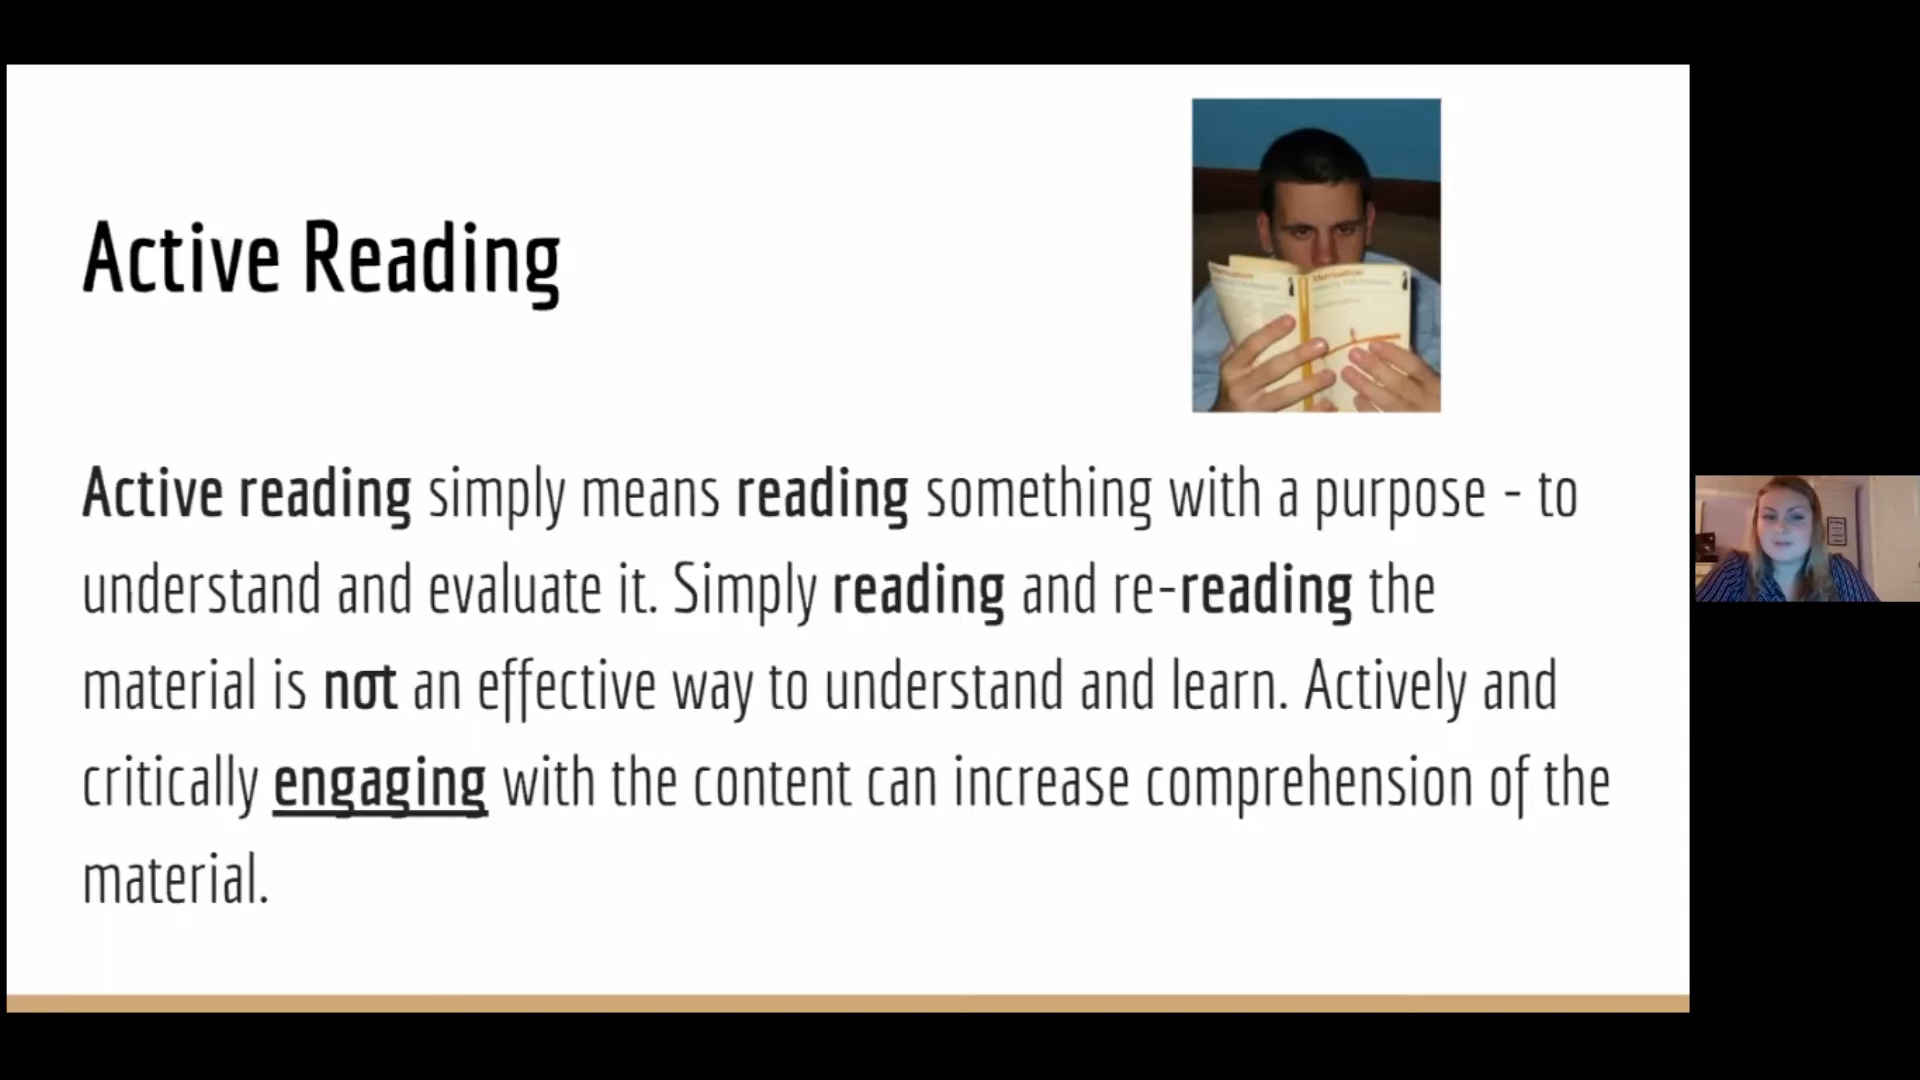 Active Reading
Active reading simply means reading something with a purpose - to
understand and evaluate it. Simply reading and re-reading the
material is not an effective way to understand and learn. Actively and
critically engaging with the content can increase comprehension of the
material.